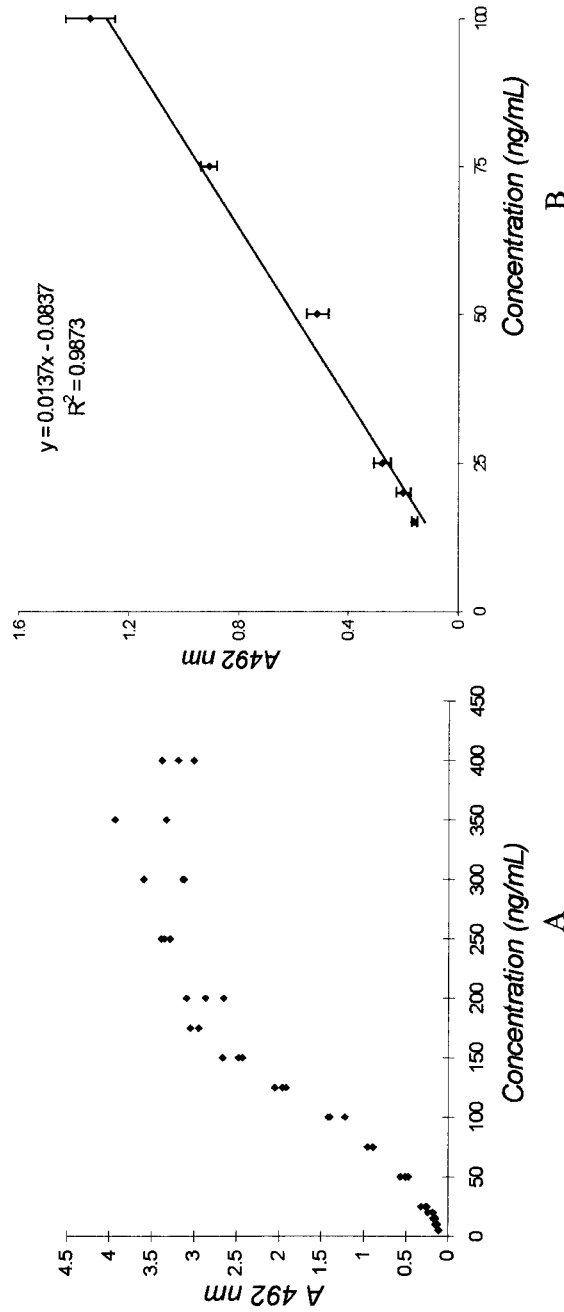 4.5
4
3.5
3
2.5
2
1.5
1
0.5
0
A 492 nm
0 50 100 150 200 250 300 350 400 450
Concentration (ng/mL)
A
y = 0.0137x - 0.0837
R² = 0.9873
1.6
1.2
0.8
0.4
0
A492 nm
0 25 50 75 100
Concentration (ng/mL)
B